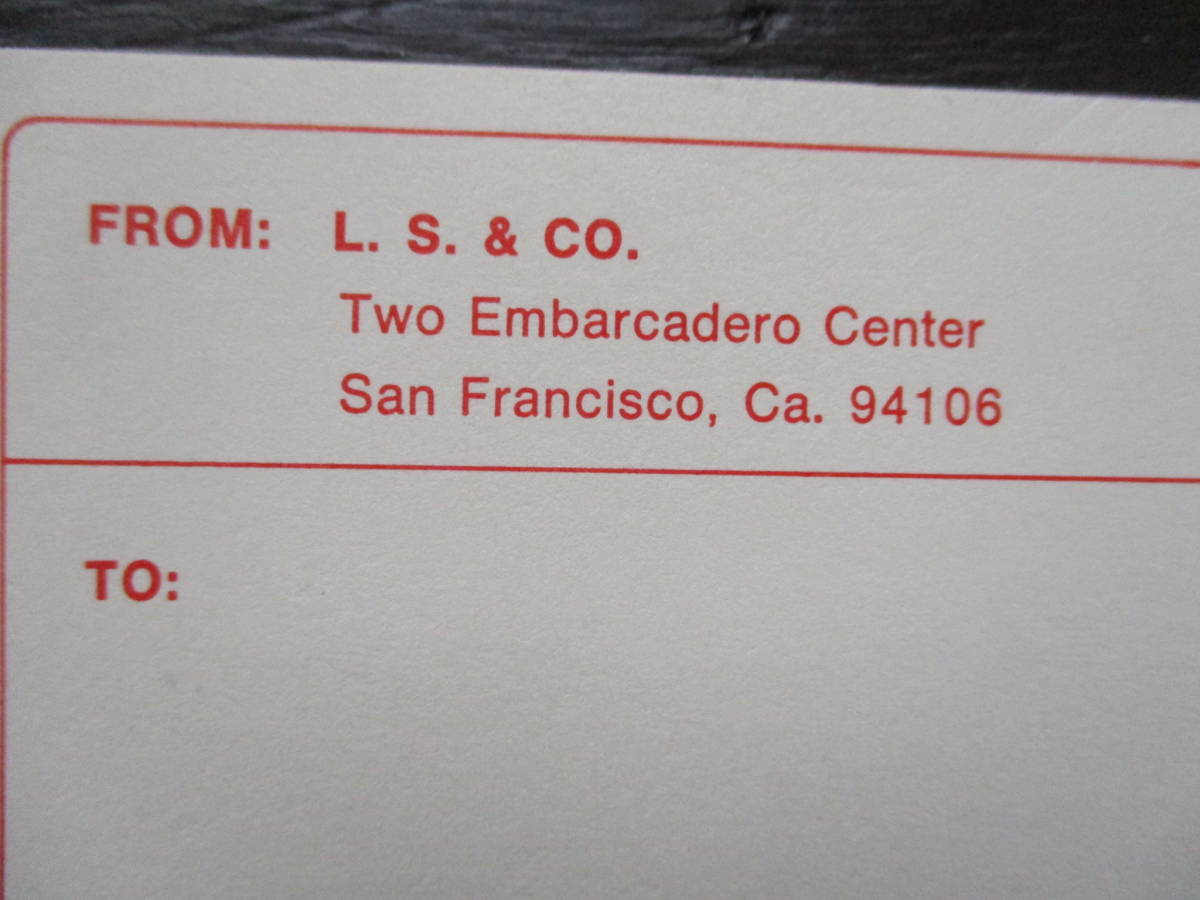 FROM: L. S. & CO.
Two Embarcadero Center
San Francisco, Ca. 94106
TO: